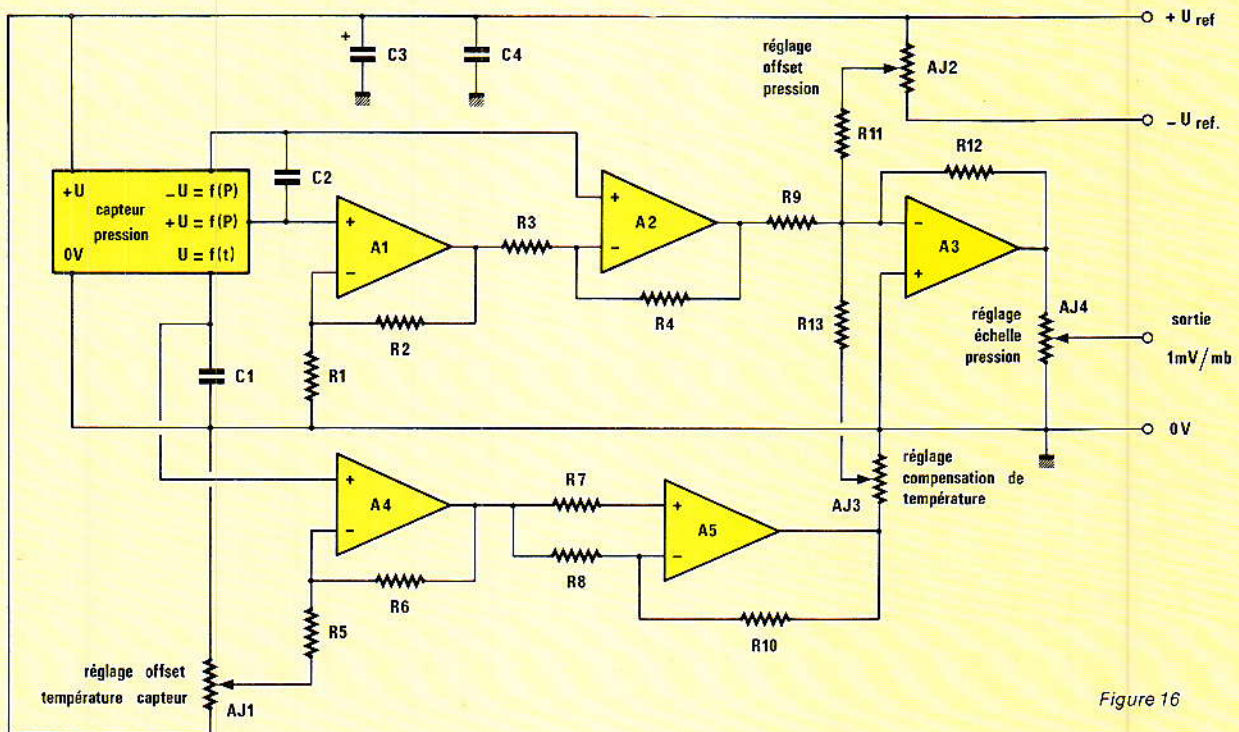 + U ref
réglage
offset
pression
AJ2
+
C3
C4
− U ref.
R11
R12
+U
− U = f(P)
capteur
+ U = f(P)
pression
0V
U = f(t)
C2
+
A1
−
R3
+
A2
−
R9
−
A3
+
R2
R4
R13
R1
C1
réglage
échelle
pression
AJ4
sortie
1mV/mb
0V
réglage
compensation de
température
AJ3
+
A4
−
R7
R8
+
A5
−
R6
R5
R10
réglage offset
température capteur
AJ1
Figure 16